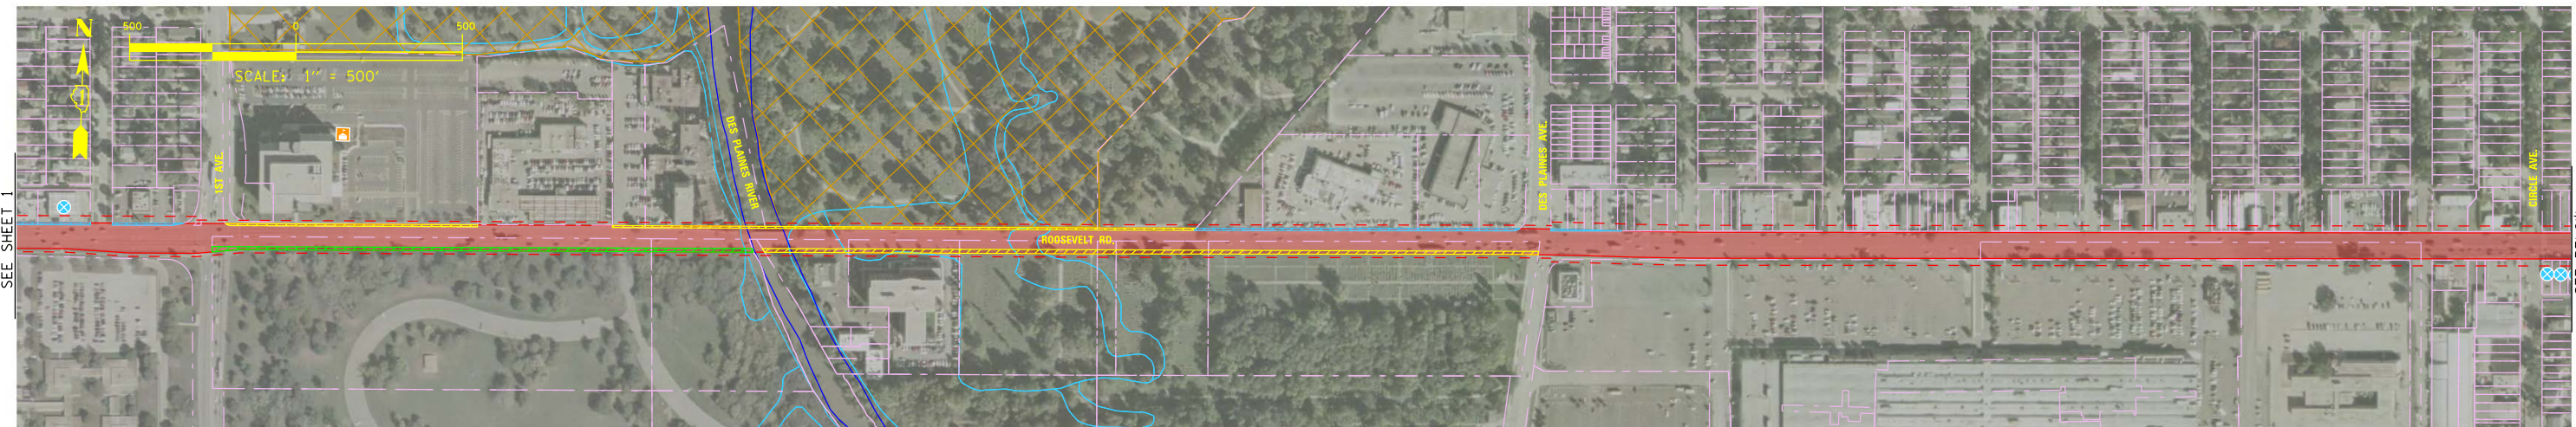 N
500
0
500
SCALE: 1" = 500'
SEE SHEET 1
1ST AVE.
DES PLAINES RIVER
ROOSEVELT RD.
DES PLAINES AVE.
CIRCLE AVE.